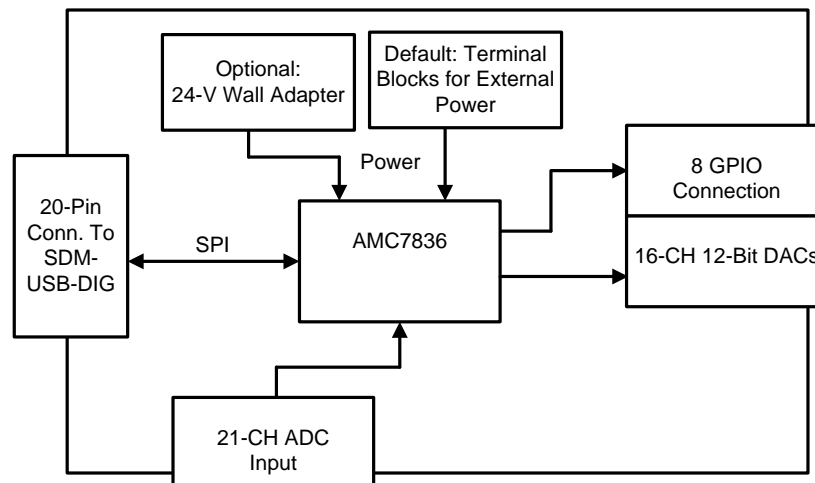 Optional:
24-V Wall Adapter
Default: Terminal
Blocks for External
Power
Power
20-Pin
Conn. To
SDM-
USB-DIG
SPI
AMC7836
8 GPIO
Connection
16-CH 12-Bit DACs
21-CH ADC
Input